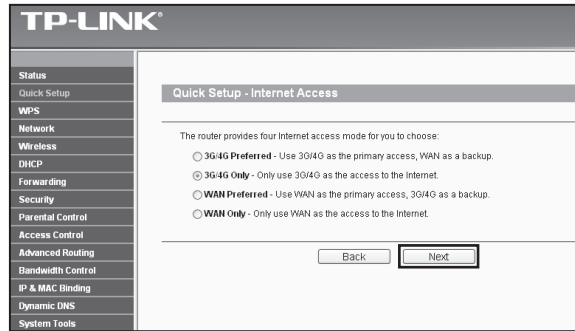 TP-LINK®
Status
Quick Setup
WPS
Network
Wireless
DHCP
Forwarding
Security
Parental Control
Access Control
Advanced Routing
Bandwidth Control
IP & MAC Binding
Dynamic DNS
System Tools
Quick Setup - Internet Access
The router provides four Internet access mode for you to choose:
3G/4G Preferred - Use 3G/4G as the primary access, WAN as a backup.
3G/4G Only - Only use 3G/4G as the access to the Internet.
WAN Preferred - Use WAN as the primary access, 3G/4G as a backup.
WAN Only - Only use WAN as the access to the Internet.
Back Next